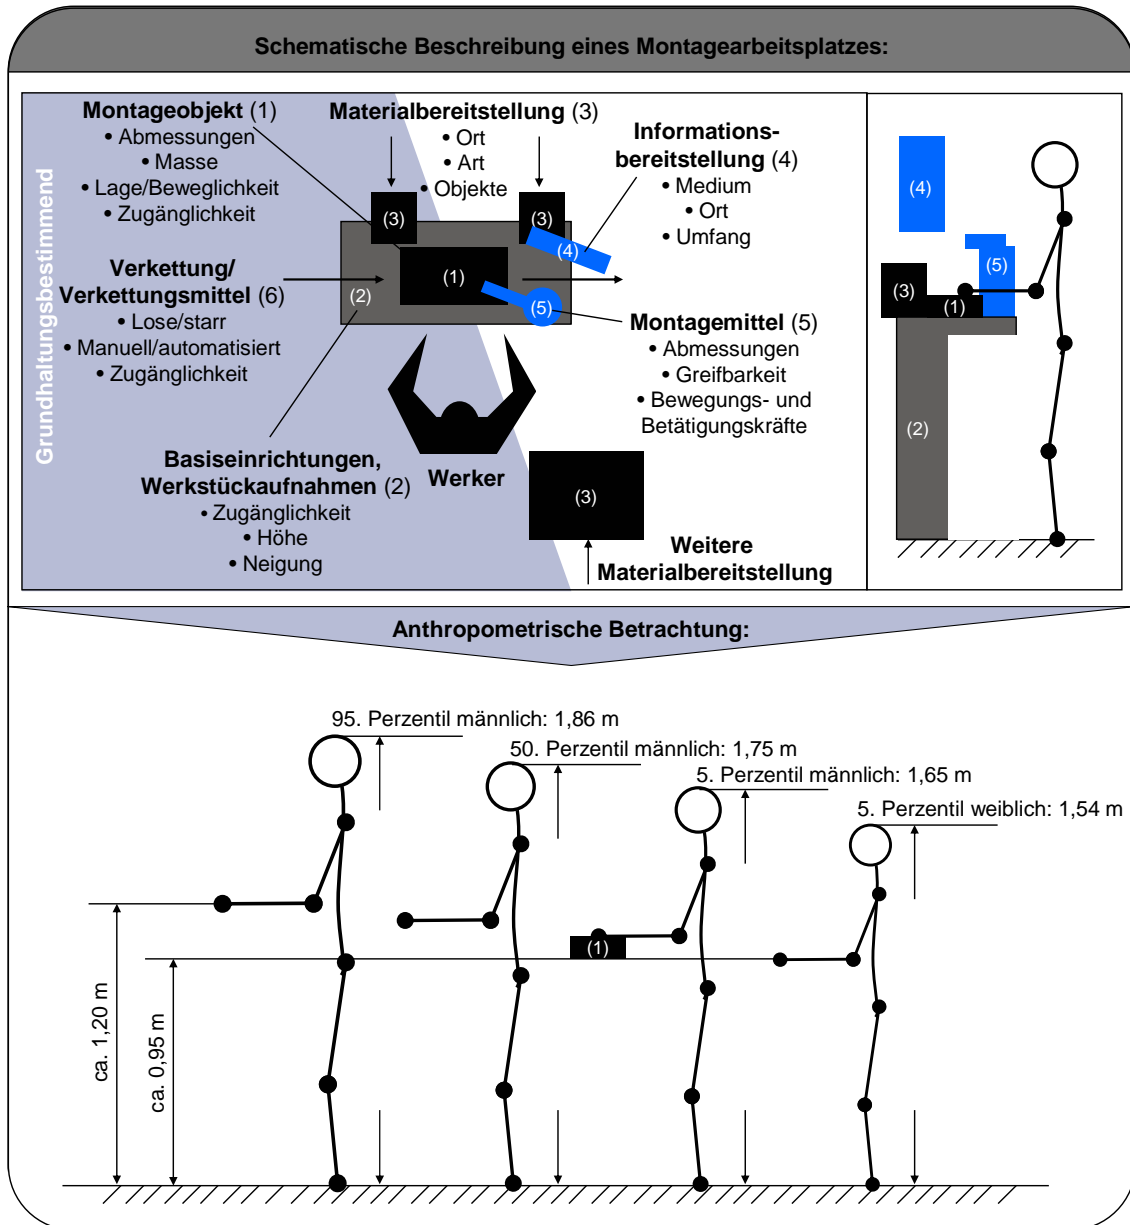 Schematische Beschreibung eines Montagearbeitsplatzes:
Grundhaltungsbestimmend
Montageobjekt (1)
• Abmessungen
• Masse
• Lage/Beweglichkeit
• Zugänglichkeit
Materialbereitstellung (3)
• Ort
• Art
• Objekte
Informations-
bereitstellung (4)
• Medium
• Ort
• Umfang
(3)
(3)
(4)
(1)
(2)
(5)
Verkettung/
Verkettungsmittel (6)
• Lose/starr
• Manuell/automatisiert
• Zugänglichkeit
Montagemittel (5)
• Abmessungen
• Greifbarkeit
• Bewegungs- und
Betätigungskräfte
Basiseinrichtungen,
Werkstückaufnahmen (2)
• Zugänglichkeit
• Höhe
• Neigung
Werker
(3)
Weitere
Materialbereitstellung
(4)
(5)
(3)
(1)
(2)
Anthropometrische Betrachtung:
95. Perzentil männlich: 1,86 m
50. Perzentil männlich: 1,75 m
5. Perzentil männlich: 1,65 m
5. Perzentil weiblich: 1,54 m
(1)
ca. 1,20 m
ca. 0,95 m